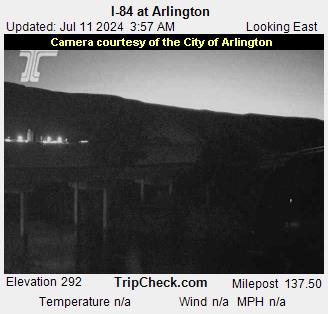 I-84 at Arlington
Updated: Jul 11 2024 3:57 AM Looking East
Camera courtesy of the City of Arlington
Elevation 292 TripCheck.com Milepost 137.50
Temperature n/a Wind n/a MPH n/a